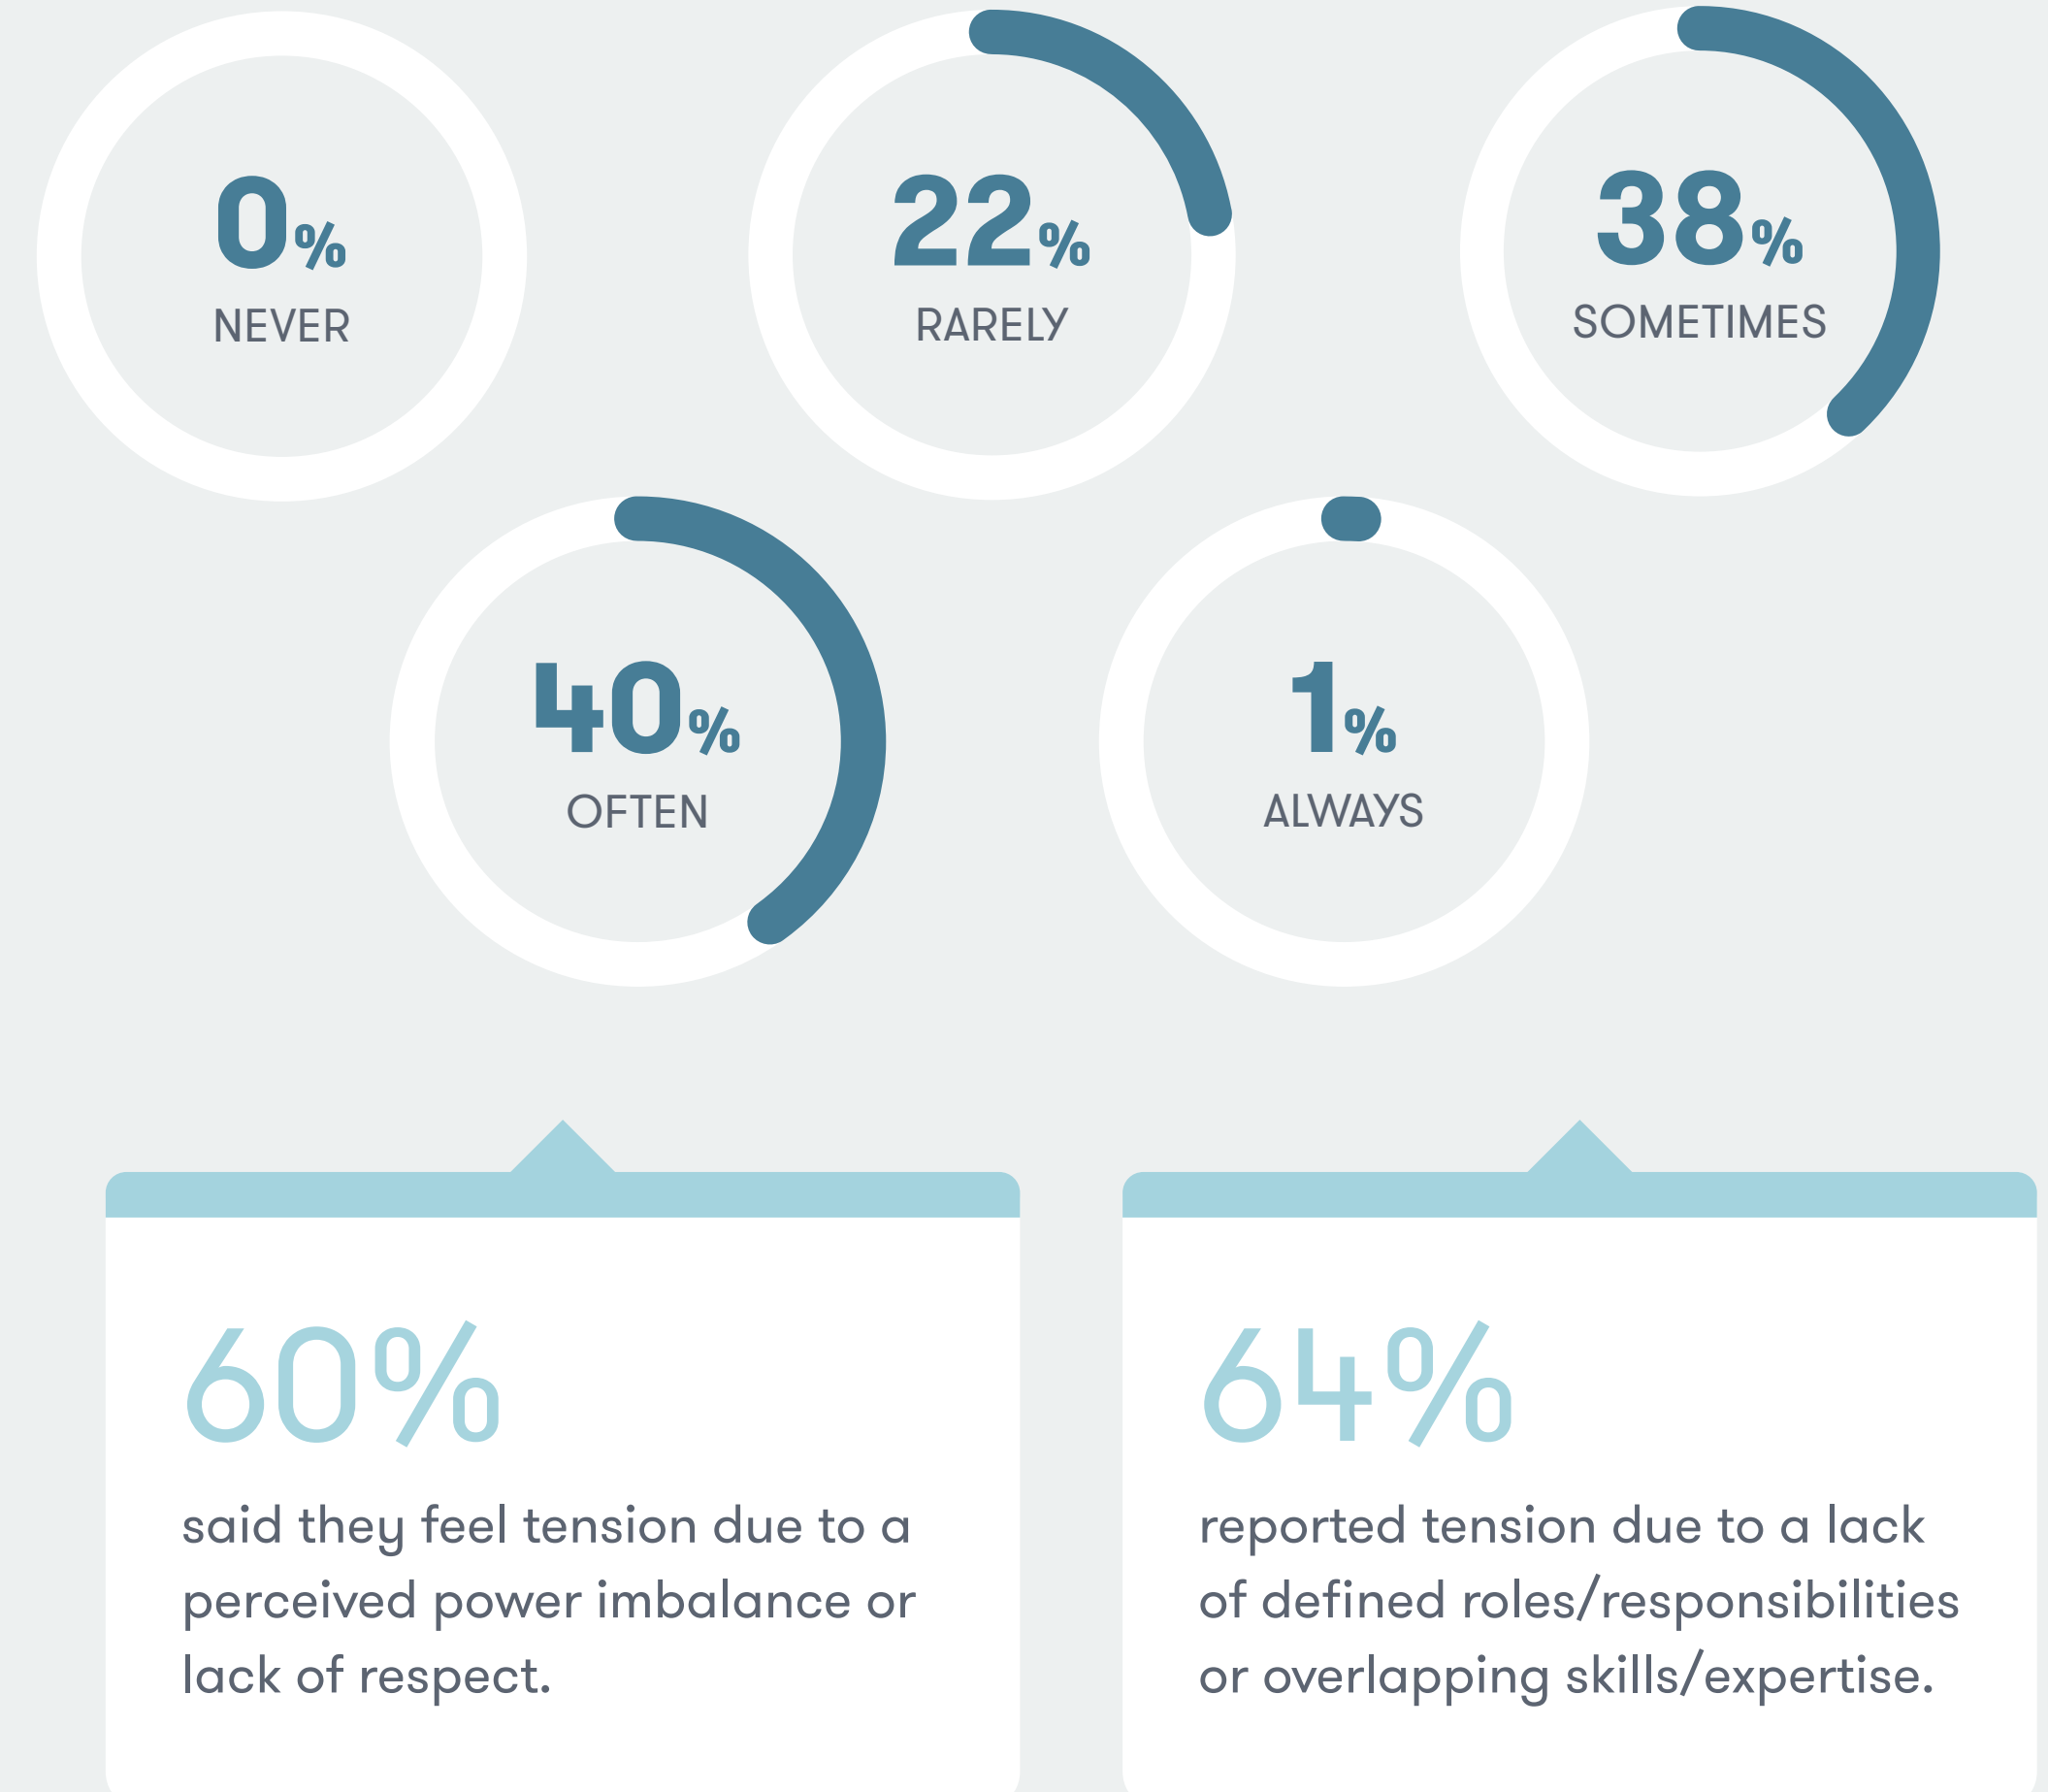 0%
NEVER
22%
RARELY
38%
SOMETIMES
40%
OFTEN
1%
ALWAYS
60%
said they feel tension due to a
perceived power imbalance or
lack of respect.
64%
reported tension due to a lack
of defined roles/responsibilities
or overlapping skills/expertise.